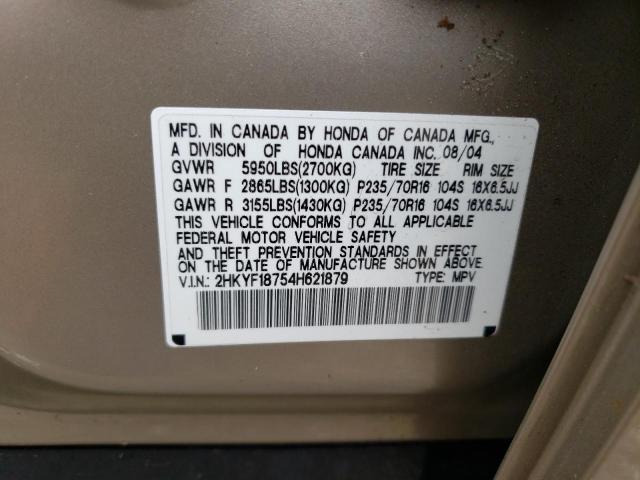 MFD. IN CANADA BY HONDA OF CANADA MFG.,
A DIVISION OF HONDA CANADA INC. 08/04
GVWR 5950LBS(2700KG) TIRE SIZE RIM SIZE
GAWR F 2865LBS(1300KG) P235/70R16 104S 16X6.5JJ
GAWR R 3155LBS(1430KG) P235/70R16 104S 16X6.5JJ
THIS VEHICLE CONFORMS TO ALL APPLICABLE
FEDERAL MOTOR VEHICLE SAFETY
AND THEFT PREVENTION STANDARDS IN EFFECT
ON THE DATE OF MANUFACTURE SHOWN ABOVE.
V.I.N.: 2HKYF18754H621879 TYPE: MPV